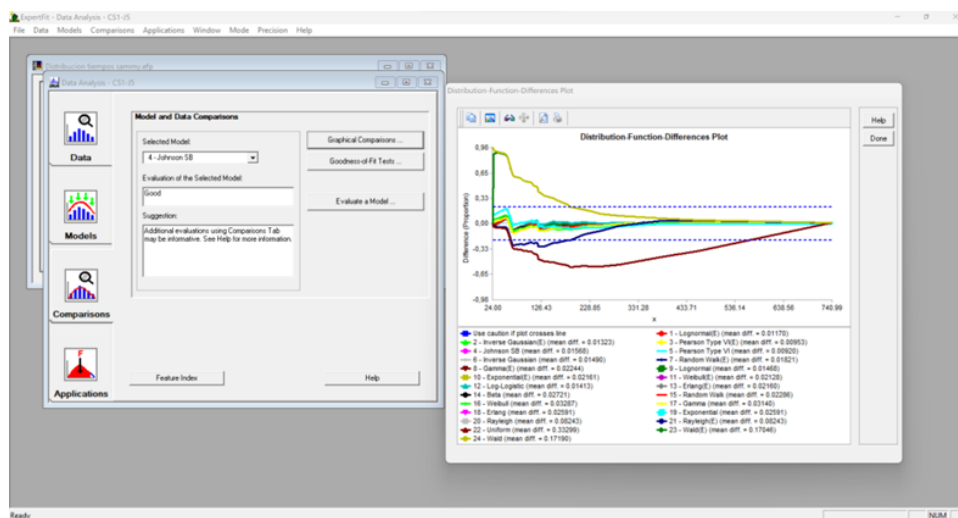 ExpertFit - Data Analysis - CS1-J5
File Data Models Comparisons Applications Window Mode Precision Help
Distribucion tiempos sammy.efp
Data Analysis - CS1-J5
Data
Models
Comparisons
Applications
Model and Data Comparisons
Selected Model:
4 - Johnson SB
Evaluation of the Selected Model:
Good
Suggestion:
Additional evaluations using Comparisons Tab
may be informative. See Help for more information.
Graphical Comparisons ...
Goodness-of-Fit Tests ...
Evaluate a Model ...
Feature Index
Help
Distribution-Function-Differences Plot
Help
Done
Distribution-Function-Differences Plot
Difference (Proportion)
0,98
0,65
0,33
0,00
-0,33
-0,65
-0,98
24.00 126.43 228.85 331.28 433.71 536.14 638.56 740.99
x
Use caution if plot crosses line
1 - Lognormal(E) (mean diff. = 0.01170)
2 - Inverse Gaussian(E) (mean diff. = 0.01323)
3 - Pearson Type VI(E) (mean diff. = 0.00953)
4 - Johnson SB (mean diff. = 0.01568)
5 - Pearson Type VI (mean diff. = 0.00920)
6 - Inverse Gaussian (mean diff. = 0.01490)
7 - Random Walk(E) (mean diff. = 0.01821)
8 - Gamma(E) (mean diff. = 0.02244)
9 - Lognormal (mean diff. = 0.01468)
10 - Exponential(E) (mean diff. = 0.02161)
11 - Weibull(E) (mean diff. = 0.02128)
12 - Log-Logistic (mean diff. = 0.01413)
13 - Erlang(E) (mean diff. = 0.02160)
14 - Beta (mean diff. = 0.02721)
15 - Random Walk (mean diff. = 0.02286)
16 - Weibull (mean diff. = 0.03287)
17 - Gamma (mean diff. = 0.03140)
18 - Erlang (mean diff. = 0.02591)
19 - Exponential (mean diff. = 0.02591)
20 - Rayleigh (mean diff. = 0.08243)
21 - Rayleigh(E) (mean diff. = 0.08243)
22 - Uniform (mean diff. = 0.33299)
23 - Wald(E) (mean diff. = 0.17046)
24 - Wald (mean diff. = 0.17190)
Ready
NUM